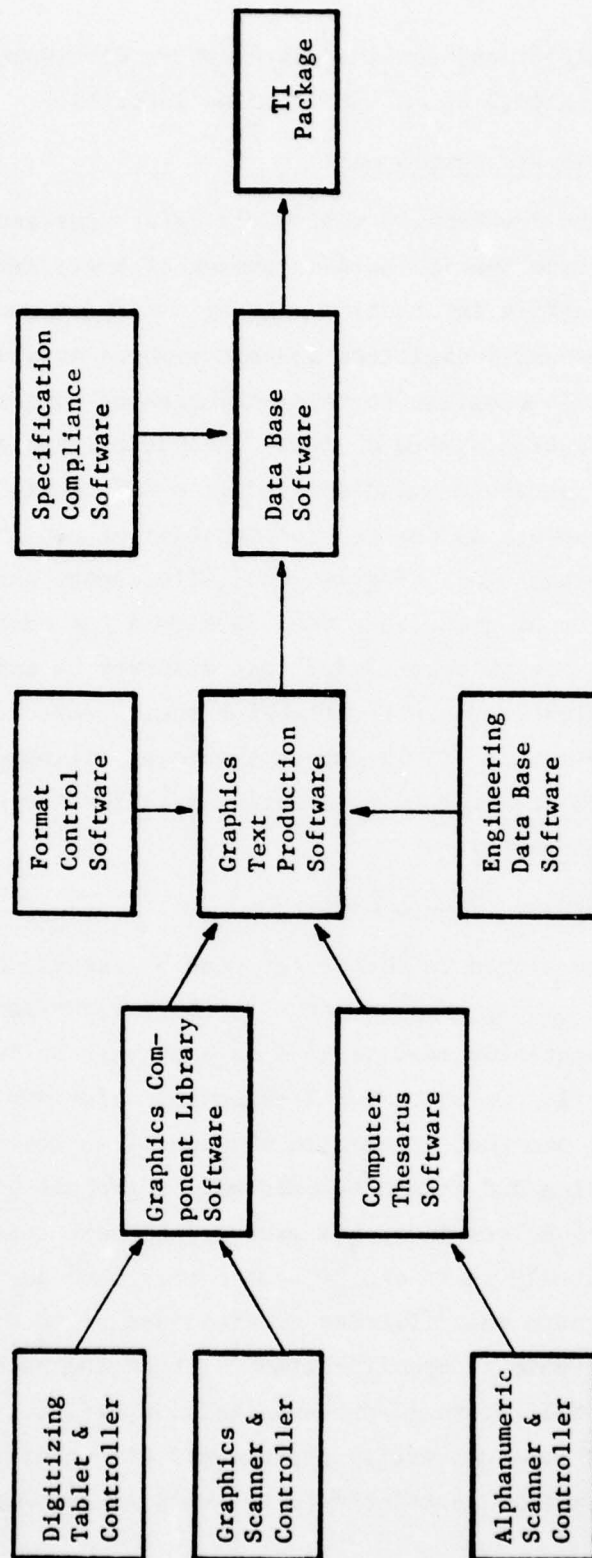 Digitizing
Tablet &
Controller
Graphics
Scanner &
Controller
Alphanumeric
Scanner &
Controller
Graphics Com-
ponent Library
Software
Computer
Thesarus
Software
Format
Control
Software
Graphics
Text
Production
Software
Engineering
Data Base
Software
Specification
Compliance
Software
Data Base
Software
TI
Package